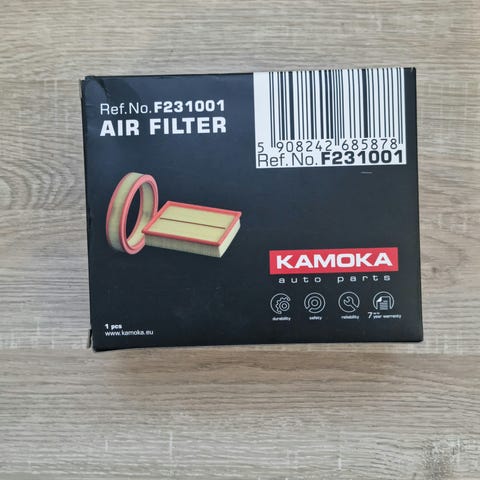 Ref.No.F231001
AIR FILTER
5 908242 685878
Ref.No.F231001
KAMOKA
auto parts
durability
safety
reliability
7 year warranty
1 pcs
www.kamoka.eu